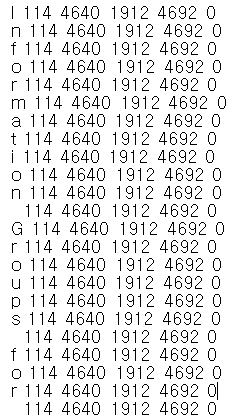 I 114 4640 1912 4692 0
n 114 4640 1912 4692 0
f 114 4640 1912 4692 0
o 114 4640 1912 4692 0
r 114 4640 1912 4692 0
m 114 4640 1912 4692 0
a 114 4640 1912 4692 0
t 114 4640 1912 4692 0
i 114 4640 1912 4692 0
o 114 4640 1912 4692 0
n 114 4640 1912 4692 0
114 4640 1912 4692 0
G 114 4640 1912 4692 0
r 114 4640 1912 4692 0
o 114 4640 1912 4692 0
u 114 4640 1912 4692 0
p 114 4640 1912 4692 0
s 114 4640 1912 4692 0
114 4640 1912 4692 0
f 114 4640 1912 4692 0
o 114 4640 1912 4692 0
r 114 4640 1912 4692 0
114 4640 1912 4692 0